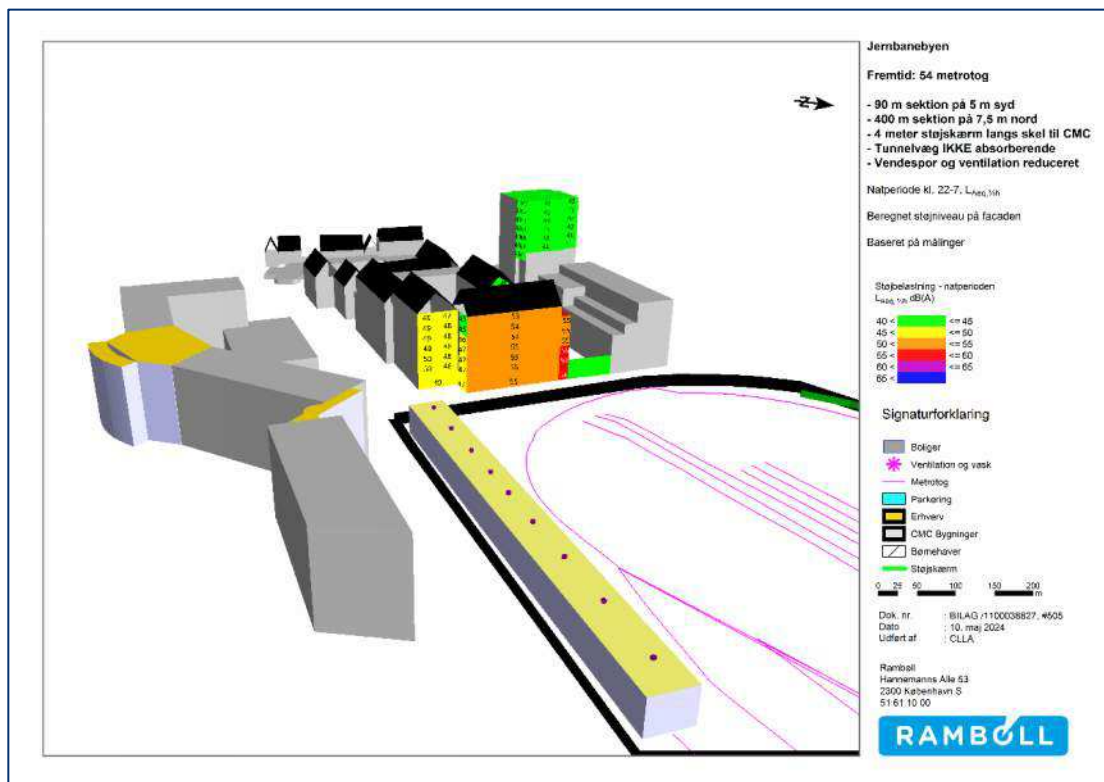 Jernbanebyen
Fremtid: 54 metrotog
- 90 m sektion på 5 m syd
- 400 m sektion på 7,5 m nord
- 4 meter støjskærm langs skel til CMC
- Tunnelvæg IKKE absorberende
- Vendespor og ventilation reduceret
Natperiode kl. 22-7, LAeq,½h
Beregnet støjniveau på facaden
Baseret på målinger
Støjbelastning - natperioden
LAeq,½h dB(A)
40 < <= 45
45 < <= 50
50 < <= 55
55 < <= 60
60 < <= 65
65 <
Signaturforklaring
Boliger
Ventilation og vask
Metrotog
Parkering
Erhverv
CMC Bygninger
Børnehaver
Støjskærm
0 25 50 100 150 200
m
Dok. nr. : BILAG /1100038827, #505
Dato : 10. maj 2024
Udført af : CLLA
Rambøll
Hannemanns Alle 53
2300 København S
51 61 10 00
RAMBOLL